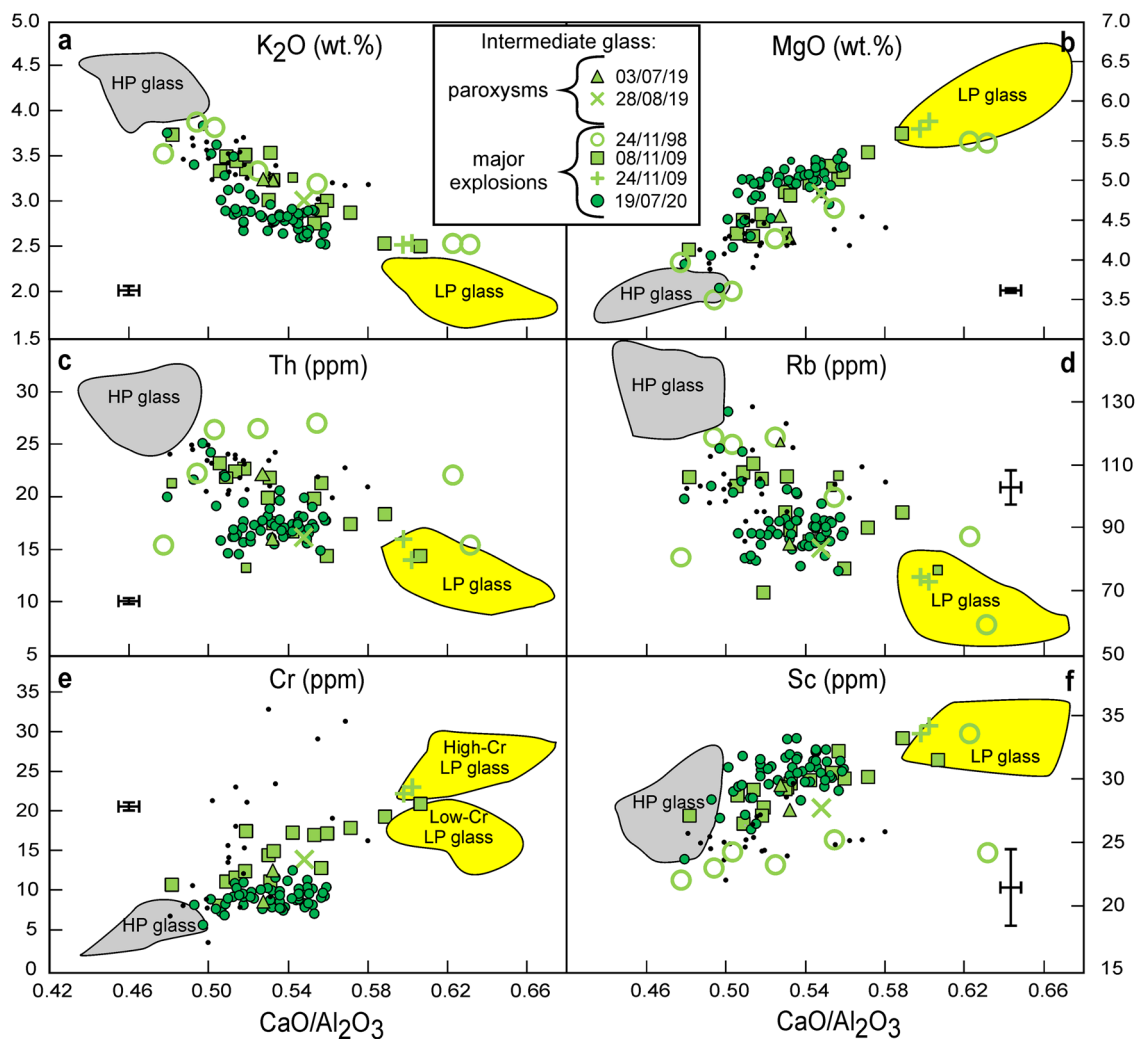 a
K2O (wt.%)
HP glass
LP glass
5.0
4.5
4.0
3.5
3.0
2.5
2.0
1.5
Intermediate glass:
paroxysms
03/07/19
28/08/19
major
explosions
24/11/98
08/11/09
24/11/09
19/07/20
MgO (wt.%)
b
LP glass
HP glass
7.0
6.0
5.0
4.5
4.0
3.5
3.0
c
Th (ppm)
HP glass
LP glass
30
25
20
15
10
5
Rb (ppm)
d
HP glass
LP glass
130
110
90
70
50
e
Cr (ppm)
High-Cr
LP glass
Low-Cr
LP glass
HP glass
35
30
25
20
15
10
5
0
Sc (ppm)
f
HP glass
LP glass
35
30
25
20
15
0.42
0.46
0.50
0.54
0.58
0.62
0.46
0.50
0.54
0.58
0.62
0.66
CaO/Al2O3
CaO/Al2O3